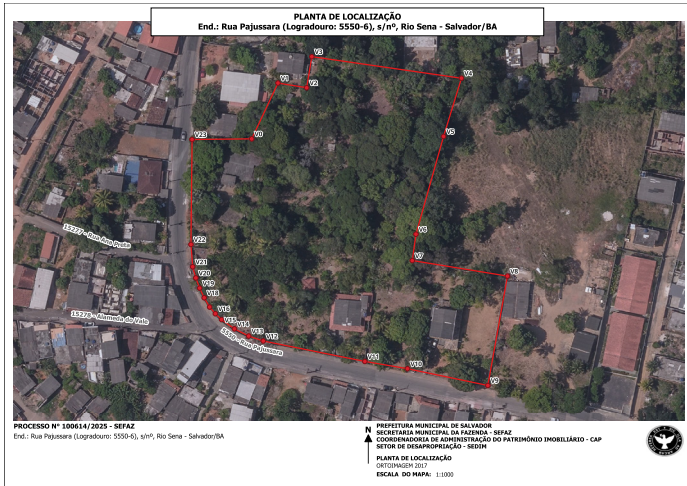 PLANTA DE LOCALIZAÇÃO
End.: Rua Pajussara (Logradouro: 5550-6), s/nº, Rio Sena - Salvador/BA
V3
V4
V1
V2
V5
V23
V0
V6
15277 - Rua Ana Preta
V22
V7
V21
V20
V8
V19
V18
15278 - Alameda do Vale
V16
V15
V14
V13
V12
5550 - Rua Pajussara
V11
V10
V9
PROCESSO N° 100614/2025 - SEFAZ
End.: Rua Pajussara (Logradouro: 5550-6), s/nº, Rio Sena - Salvador/BA
N
PREFEITURA MUNICIPAL DE SALVADOR
SECRETARIA MUNICIPAL DA FAZENDA - SEFAZ
COORDENADORIA DE ADMINISTRAÇÃO DO PATRIMÔNIO IMOBILIÁRIO - CAP
SETOR DE DESAPROPRIAÇÃO - SEDIM
PLANTA DE LOCALIZAÇÃO
ORTOIMAGEM 2017
ESCALA DO MAPA: 1:1000